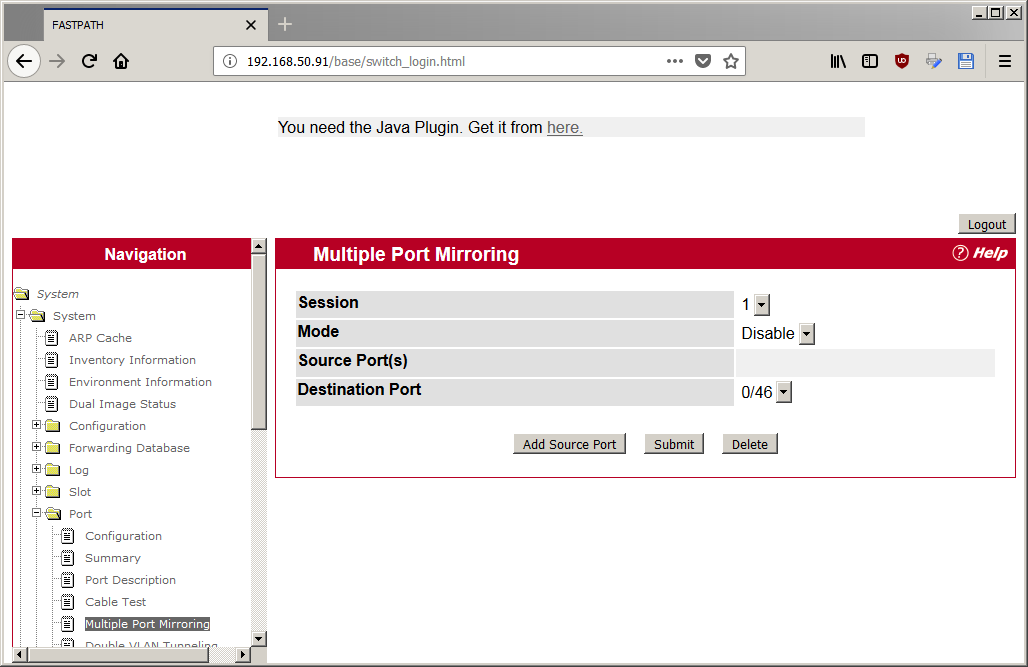 FASTPATH
192.168.50.91/base/switch_login.html
You need the Java Plugin. Get it from here.
Logout
Navigation
System
System
ARP Cache
Inventory Information
Environment Information
Dual Image Status
Configuration
Forwarding Database
Log
Slot
Port
Configuration
Summary
Port Description
Cable Test
Multiple Port Mirroring
Double VLAN Tunneling
Multiple Port Mirroring
? Help
Session 1
Mode Disable
Source Port(s)
Destination Port 0/46
Add Source Port Submit Delete